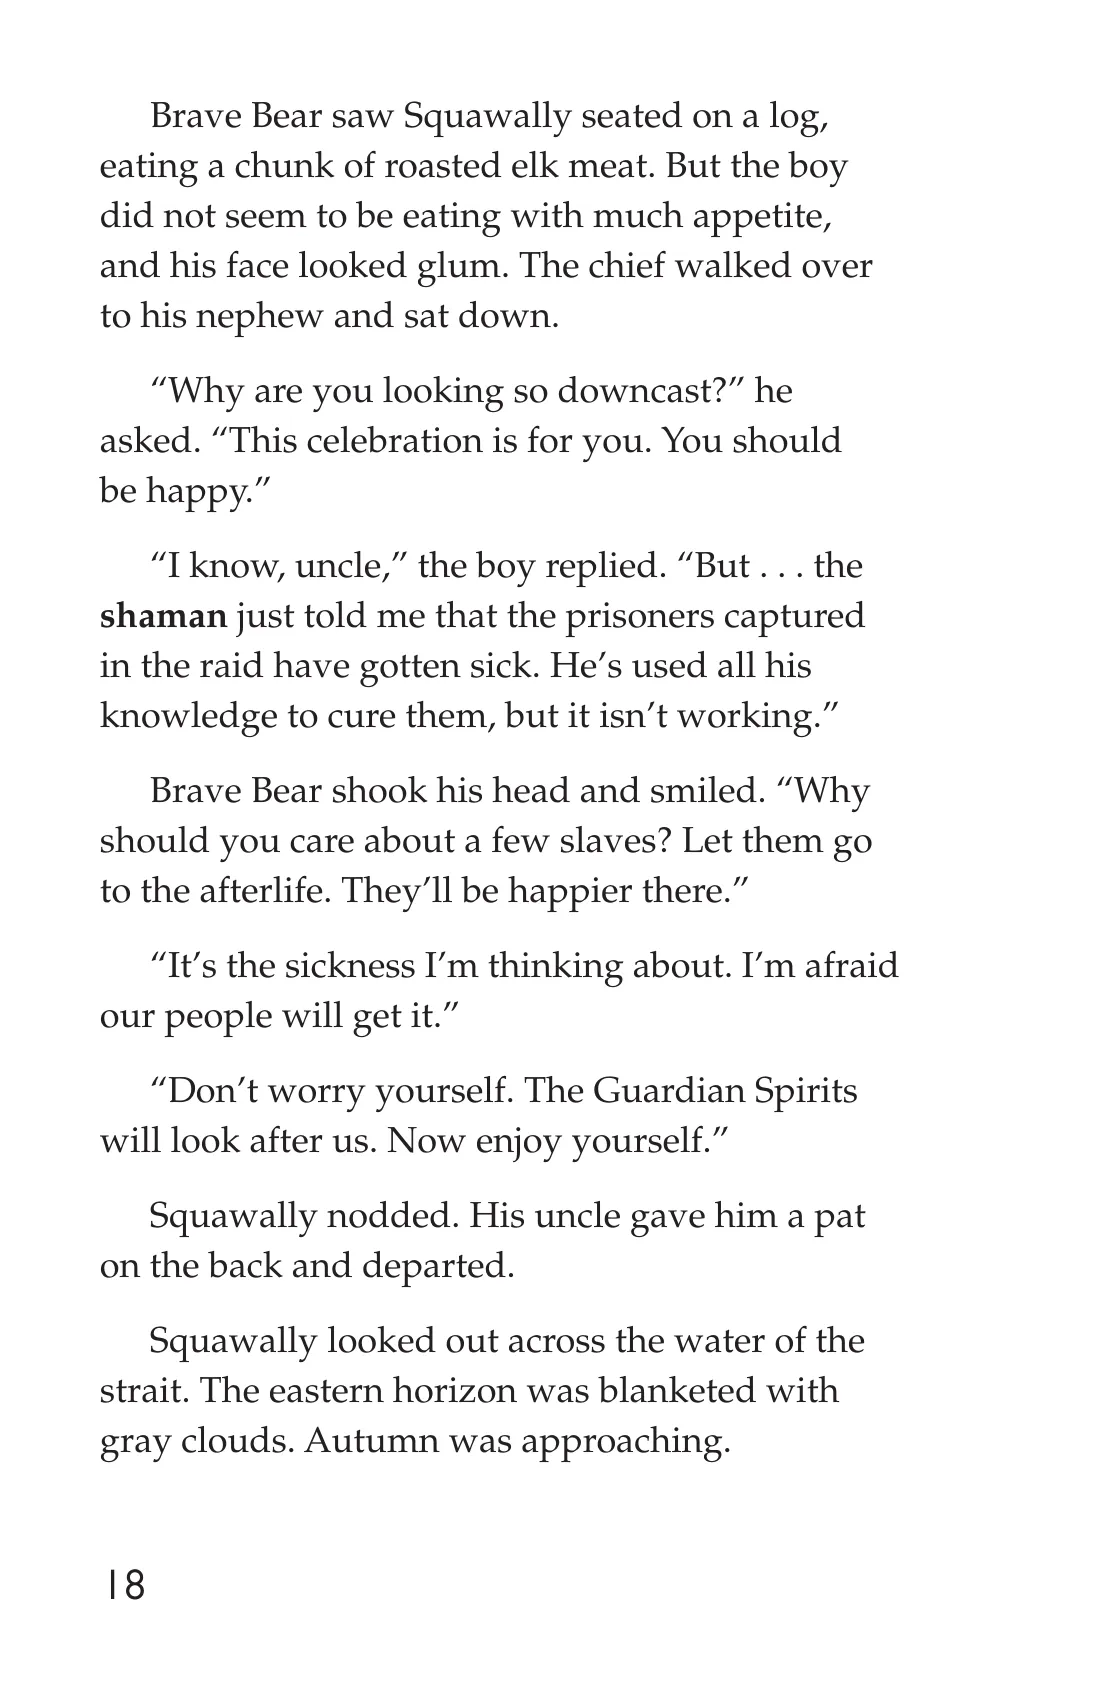 Brave Bear saw Squawally seated on a log,
eating a chunk of roasted elk meat. But the boy
did not seem to be eating with much appetite,
and his face looked glum. The chief walked over
to his nephew and sat down.
“Why are you looking so downcast?” he
asked. “This celebration is for you. You should
be happy.”
“I know, uncle,” the boy replied. “But . . . the
shaman just told me that the prisoners captured
in the raid have gotten sick. He’s used all his
knowledge to cure them, but it isn’t working.”
Brave Bear shook his head and smiled. “Why
should you care about a few slaves? Let them go
to the afterlife. They’ll be happier there.”
“It’s the sickness I’m thinking about. I’m afraid
our people will get it.”
“Don’t worry yourself. The Guardian Spirits
will look after us. Now enjoy yourself.”
Squawally nodded. His uncle gave him a pat
on the back and departed.
Squawally looked out across the water of the
strait. The eastern horizon was blanketed with
gray clouds. Autumn was approaching.
18